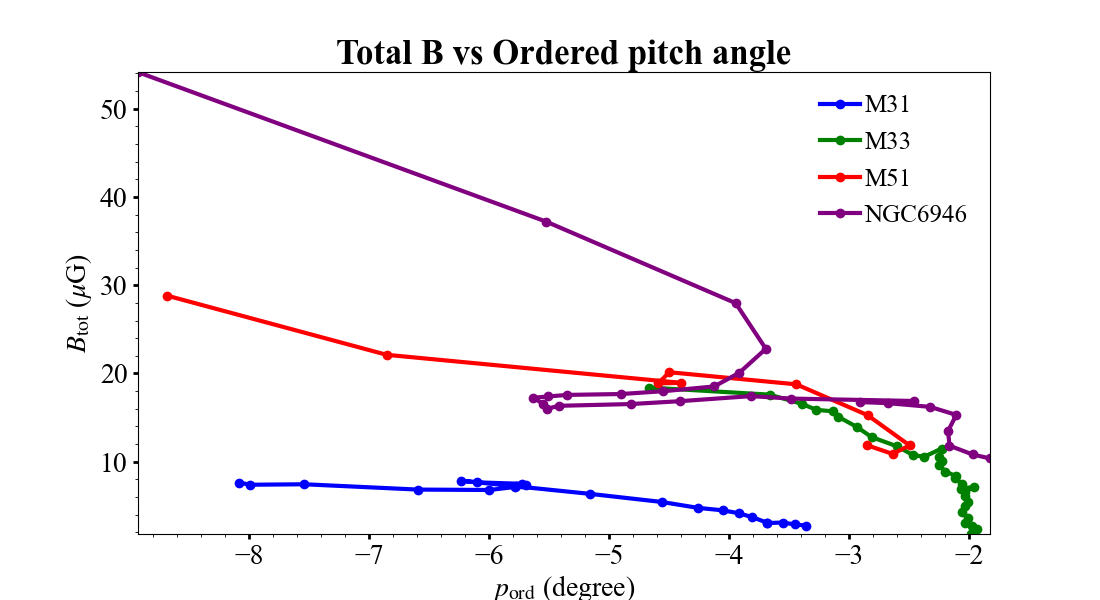 Total B vs Ordered pitch angle
50
40
30
20
10
B_tot (μG)
M31
M33
M51
NGC6946
−8 −7 −6 −5 −4 −3 −2
p_ord (degree)